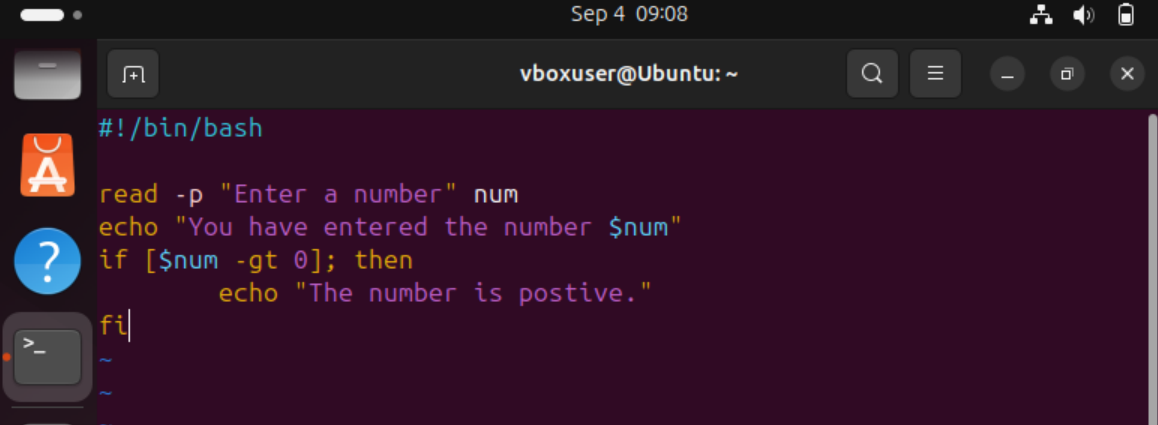 Sep 4 09:08
vboxuser@Ubuntu: ~
#!/bin/bash
read -p "Enter a number" num
echo "You have entered the number $num"
if [$num -gt 0]; then
echo "The number is postive."
fi
~
~